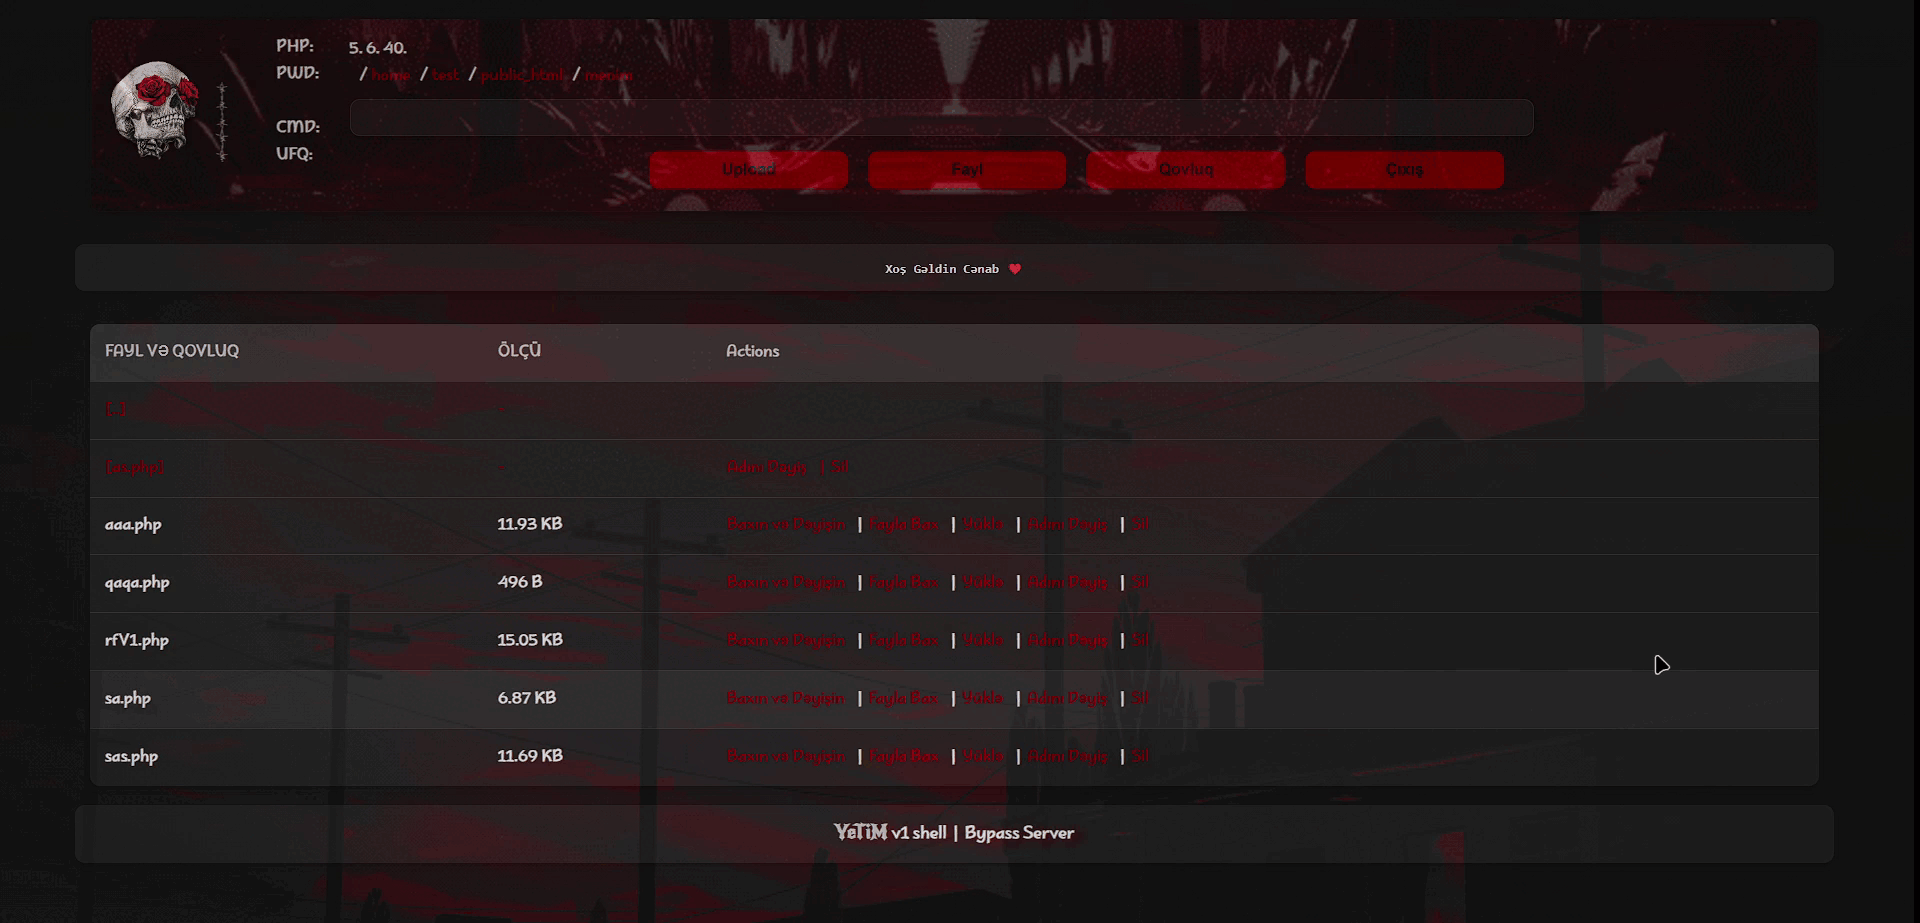 PHP: 5. 6. 40.
PWD: / home / test / public_html / menim
CMD:
UFQ:
Upload Fayl Qovluq Çıxış
Xoş Gəldin Cənab ❤
FAYL VƏ QOVLUQ ÖLÇÜ Actions
[..] -
[as.php] - Adını Dəyiş | Sil
aaa.php 11.93 KB Baxın və Dəyişin | Fayla Bax | Yüklə | Adını Dəyiş | Sil
qaqa.php 496 B Baxın və Dəyişin | Fayla Bax | Yüklə | Adını Dəyiş | Sil
rfV1.php 15.05 KB Baxın və Dəyişin | Fayla Bax | Yüklə | Adını Dəyiş | Sil
sa.php 6.87 KB Baxın və Dəyişin | Fayla Bax | Yüklə | Adını Dəyiş | Sil
sas.php 11.69 KB Baxın və Dəyişin | Fayla Bax | Yüklə | Adını Dəyiş | Sil
YeTiM v1 shell | Bypass Server